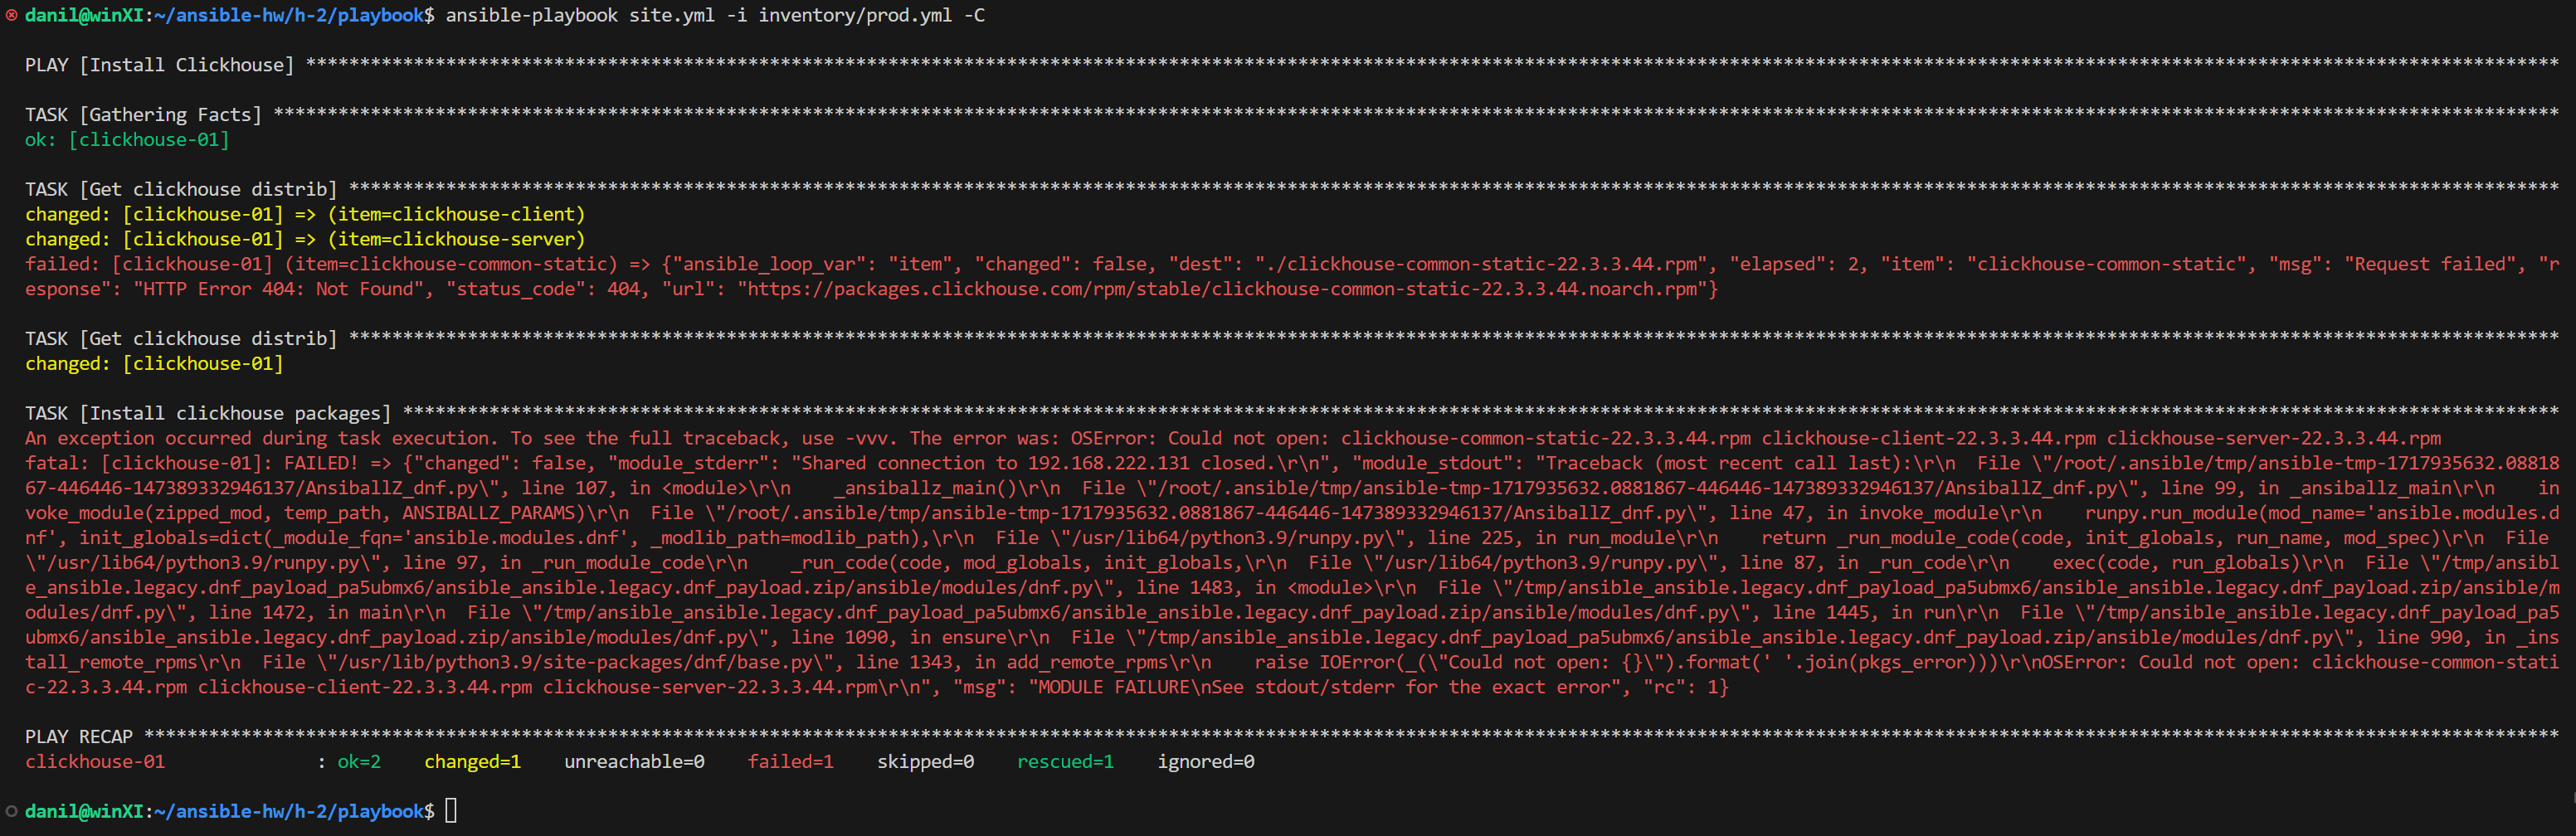 danil@winXI:~/ansible-hw/h-2/playbook$ ansible-playbook site.yml -i inventory/prod.yml -C
PLAY [Install Clickhouse] ****************************************************************************************************************************************************************************************************************
TASK [Gathering Facts] *******************************************************************************************************************************************************************************************************************
ok: [clickhouse-01]
TASK [Get clickhouse distrib] ************************************************************************************************************************************************************************************************************
changed: [clickhouse-01] => (item=clickhouse-client)
changed: [clickhouse-01] => (item=clickhouse-server)
failed: [clickhouse-01] (item=clickhouse-common-static) => {"ansible_loop_var": "item", "changed": false, "dest": "./clickhouse-common-static-22.3.3.44.rpm", "elapsed": 2, "item": "clickhouse-common-static", "msg": "Request failed", "r
esponse": "HTTP Error 404: Not Found", "status_code": 404, "url": "https://packages.clickhouse.com/rpm/stable/clickhouse-common-static-22.3.3.44.noarch.rpm"}
TASK [Get clickhouse distrib] ************************************************************************************************************************************************************************************************************
changed: [clickhouse-01]
TASK [Install clickhouse packages] *******************************************************************************************************************************************************************************************************
An exception occurred during task execution. To see the full traceback, use -vvv. The error was: OSError: Could not open: clickhouse-common-static-22.3.3.44.rpm clickhouse-client-22.3.3.44.rpm clickhouse-server-22.3.3.44.rpm
fatal: [clickhouse-01]: FAILED! => {"changed": false, "module_stderr": "Shared connection to 192.168.222.131 closed.\r\n", "module_stdout": "Traceback (most recent call last):\r\n  File \"/root/.ansible/tmp/ansible-tmp-1717935632.08818
67-446446-147389332946137/AnsiballZ_dnf.py\", line 107, in <module>\r\n    _ansiballz_main()\r\n  File \"/root/.ansible/tmp/ansible-tmp-1717935632.0881867-446446-147389332946137/AnsiballZ_dnf.py\", line 99, in _ansiballz_main\r\n    in
voke_module(zipped_mod, temp_path, ANSIBALLZ_PARAMS)\r\n  File \"/root/.ansible/tmp/ansible-tmp-1717935632.0881867-446446-147389332946137/AnsiballZ_dnf.py\", line 47, in invoke_module\r\n    runpy.run_module(mod_name='ansible.modules.d
nf', init_globals=dict(_module_fqn='ansible.modules.dnf', _modlib_path=modlib_path),\r\n  File \"/usr/lib64/python3.9/runpy.py\", line 225, in run_module\r\n    return _run_module_code(code, init_globals, run_name, mod_spec)\r\n  File
\"/usr/lib64/python3.9/runpy.py\", line 97, in _run_module_code\r\n    _run_code(code, mod_globals, init_globals,\r\n  File \"/usr/lib64/python3.9/runpy.py\", line 87, in _run_code\r\n    exec(code, run_globals)\r\n  File \"/tmp/ansibl
e_ansible.legacy.dnf_payload_pa5ubmx6/ansible_ansible.legacy.dnf_payload.zip/ansible/modules/dnf.py\", line 1483, in <module>\r\n  File \"/tmp/ansible_ansible.legacy.dnf_payload_pa5ubmx6/ansible_ansible.legacy.dnf_payload.zip/ansible/m
odules/dnf.py\", line 1472, in main\r\n  File \"/tmp/ansible_ansible.legacy.dnf_payload_pa5ubmx6/ansible_ansible.legacy.dnf_payload.zip/ansible/modules/dnf.py\", line 1445, in run\r\n  File \"/tmp/ansible_ansible.legacy.dnf_payload_pa5
ubmx6/ansible_ansible.legacy.dnf_payload.zip/ansible/modules/dnf.py\", line 1090, in ensure\r\n  File \"/tmp/ansible_ansible.legacy.dnf_payload_pa5ubmx6/ansible_ansible.legacy.dnf_payload.zip/ansible/modules/dnf.py\", line 990, in _ins
tall_remote_rpms\r\n  File \"/usr/lib/python3.9/site-packages/dnf/base.py\", line 1343, in add_remote_rpms\r\n    raise IOError(_(\"Could not open: {}\").format(' '.join(pkgs_error)))\r\nOSError: Could not open: clickhouse-common-stati
c-22.3.3.44.rpm clickhouse-client-22.3.3.44.rpm clickhouse-server-22.3.3.44.rpm\r\n", "msg": "MODULE FAILURE\nSee stdout/stderr for the exact error", "rc": 1}
PLAY RECAP *******************************************************************************************************************************************************************************************************************************
clickhouse-01              : ok=2    changed=1    unreachable=0    failed=1    skipped=0    rescued=1    ignored=0
danil@winXI:~/ansible-hw/h-2/playbook$